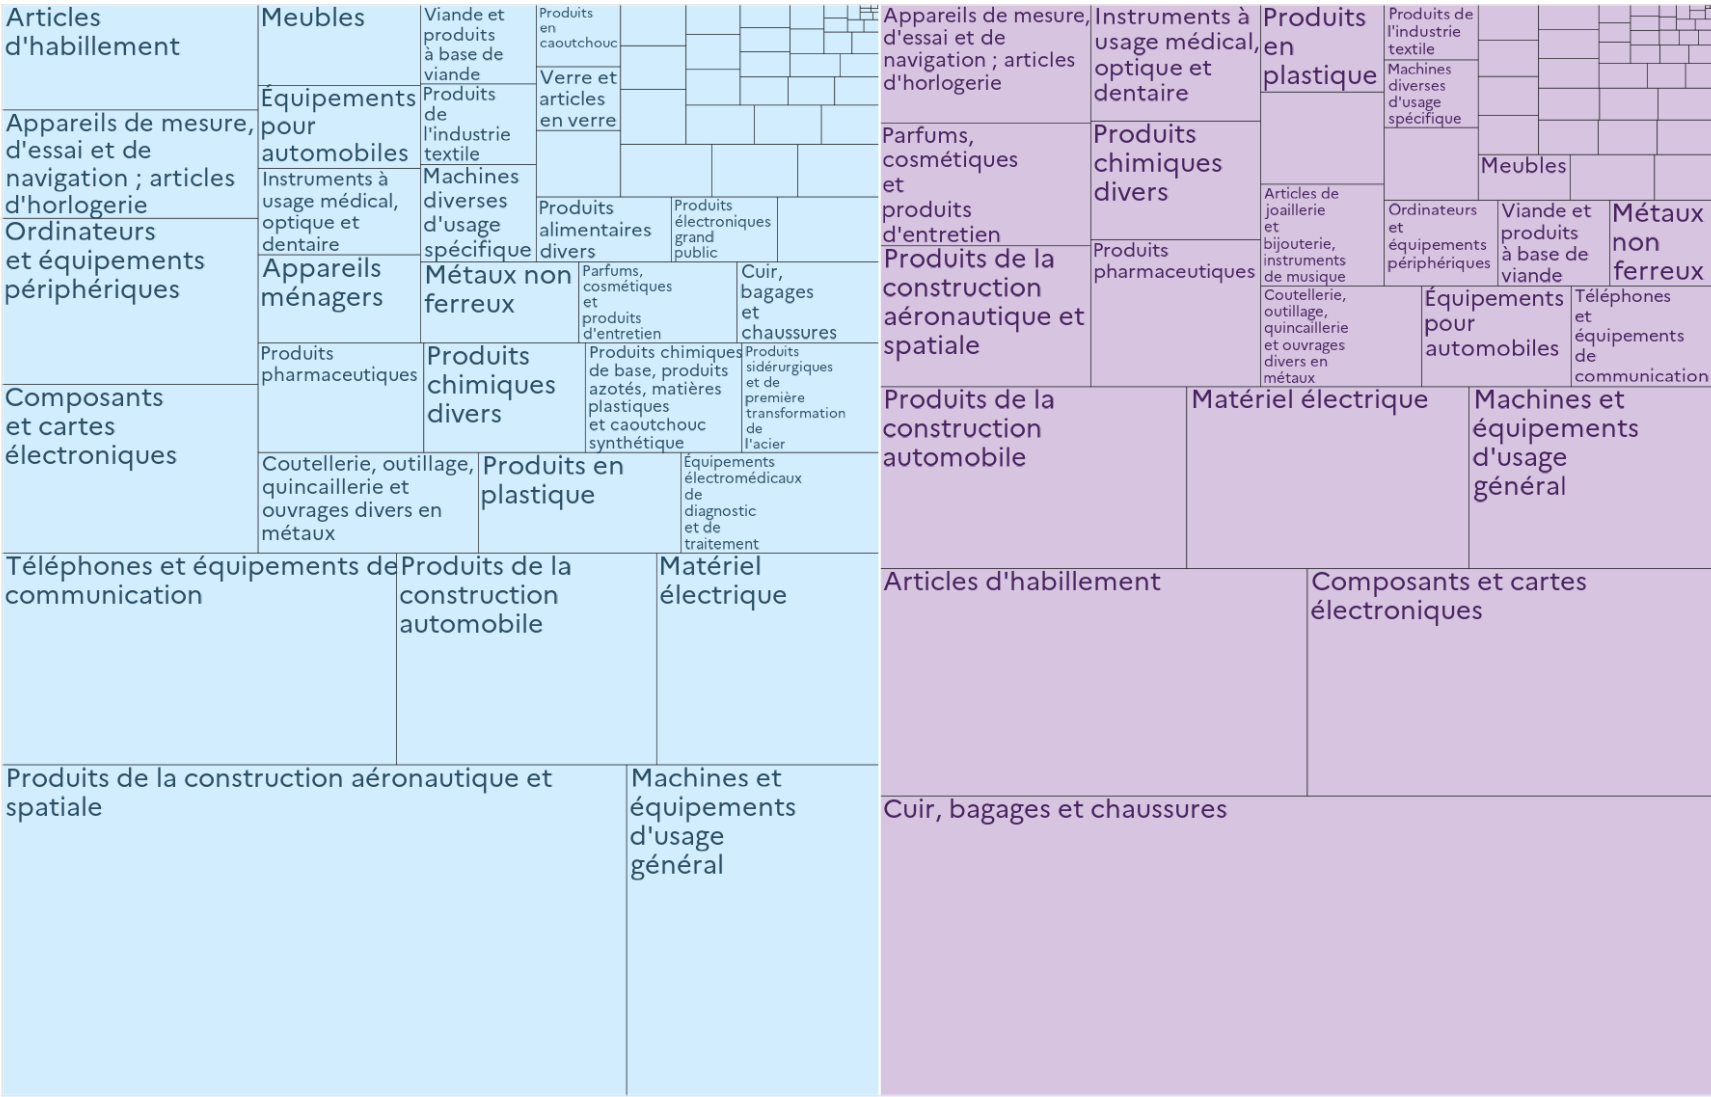 Articles
d'habillement
Appareils de mesure,
d'essai et de
navigation ; articles
d'horlogerie
Ordinateurs
et équipements
périphériques
Composants
et cartes
électroniques
Meubles
Équipements
pour
automobiles
Instruments à
usage médical,
optique et
dentaire
Appareils
ménagers
Produits
pharmaceutiques
Coutellerie, outillage,
quincaillerie et
ouvrages divers en
métaux
Viande et
produits
à base de
viande
Produits
de
l'industrie
textile
Machines
diverses
d'usage
spécifique
Métaux non
ferreux
Produits
chimiques
divers
Produits en
plastique
Produits
en
caoutchouc
Verre et
articles
en verre
Produits
alimentaires
divers
Produits
électroniques
grand
public
Parfums,
cosmétiques
et
produits
d'entretien
Cuir,
bagages
et
chaussures
Produits chimiques
de base, produits
azotés, matières
plastiques
et caoutchouc
synthétique
Produits
sidérurgiques
et de
première
transformation
de
l'acier
Équipements
électromédicaux
de
diagnostic
et de
traitement
Téléphones et équipements de
communication
Produits de la
construction
automobile
Matériel
électrique
Produits de la construction aéronautique et
spatiale
Machines et
équipements
d'usage
général
Appareils de mesure,
d'essai et de
navigation ; articles
d'horlogerie
Parfums,
cosmétiques
et
produits
d'entretien
Produits de la
construction
aéronautique et
spatiale
Instruments à
usage médical,
optique et
dentaire
Produits
chimiques
divers
Produits
pharmaceutiques
Produits
en
plastique
Articles de
joaillerie
et
bijouterie,
instruments
de musique
Coutellerie,
outillage,
quincaillerie
et ouvrages
divers en
métaux
Produits de
l'industrie
textile
Machines
diverses
d'usage
spécifique
Ordinateurs
et
équipements
périphériques
Meubles
Viande et
produits
à base de
viande
Métaux
non
ferreux
Équipements
pour
automobiles
Téléphones
et
équipements
de
communication
Produits de la
construction
automobile
Matériel électrique
Machines et
équipements
d'usage
général
Articles d'habillement
Composants et cartes
électroniques
Cuir, bagages et chaussures